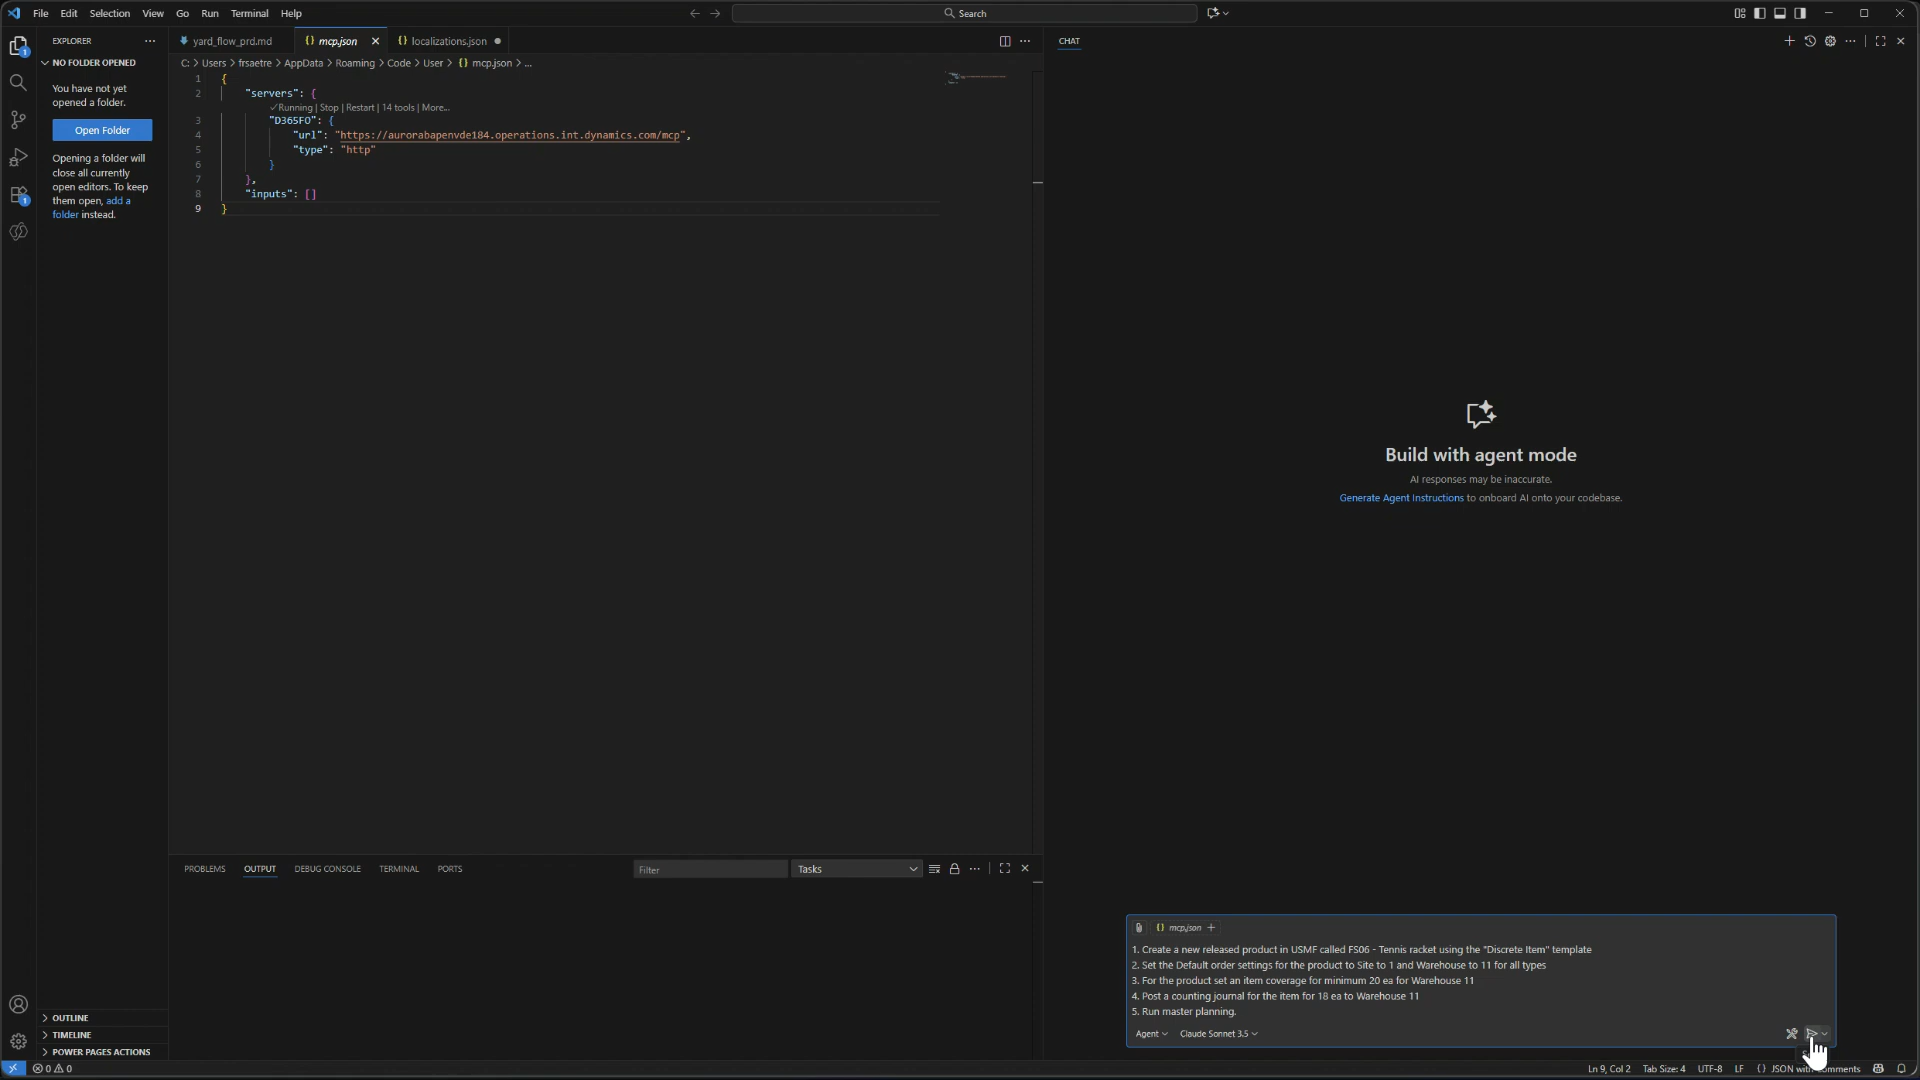 File Edit Selection View Go Run Terminal Help
Search
EXPLORER
NO FOLDER OPENED
You have not yet
opened a folder.
Open Folder
Opening a folder will
close all currently
open editors. To keep
them open, add a
folder instead.
1
1
OUTLINE
TIMELINE
POWER PAGES ACTIONS
yard_flow_prd.md
{} mcp.json
{} localizations.json
C: > Users > frsaetre > AppData > Roaming > Code > User > {} mcp.json > ...
1 {
2 "servers": {
✓Running | Stop | Restart | 14 tools | More...
3 "D365FO": {
4 "url": "https://aurorabapenvde184.operations.int.dynamics.com/mcp",
5 "type": "http"
6 }
7 },
8 "inputs": []
9 }
PROBLEMS OUTPUT DEBUG CONSOLE TERMINAL PORTS
Filter
Tasks
CHAT
Build with agent mode
AI responses may be inaccurate.
Generate Agent Instructions to onboard AI onto your codebase.
{} mcp.json +
1. Create a new released product in USMF called FS06 - Tennis racket using the "Discrete Item" template
2. Set the Default order settings for the product to Site to 1 and Warehouse to 11 for all types
3. For the product set an item coverage for minimum 20 ea for Warehouse 11
4. Post a counting journal for the item for 18 ea to Warehouse 11
5. Run master planning.
Agent Claude Sonnet 3.5
0 0
Ln 9, Col 2 Tab Size: 4 UTF-8 LF {} JSON